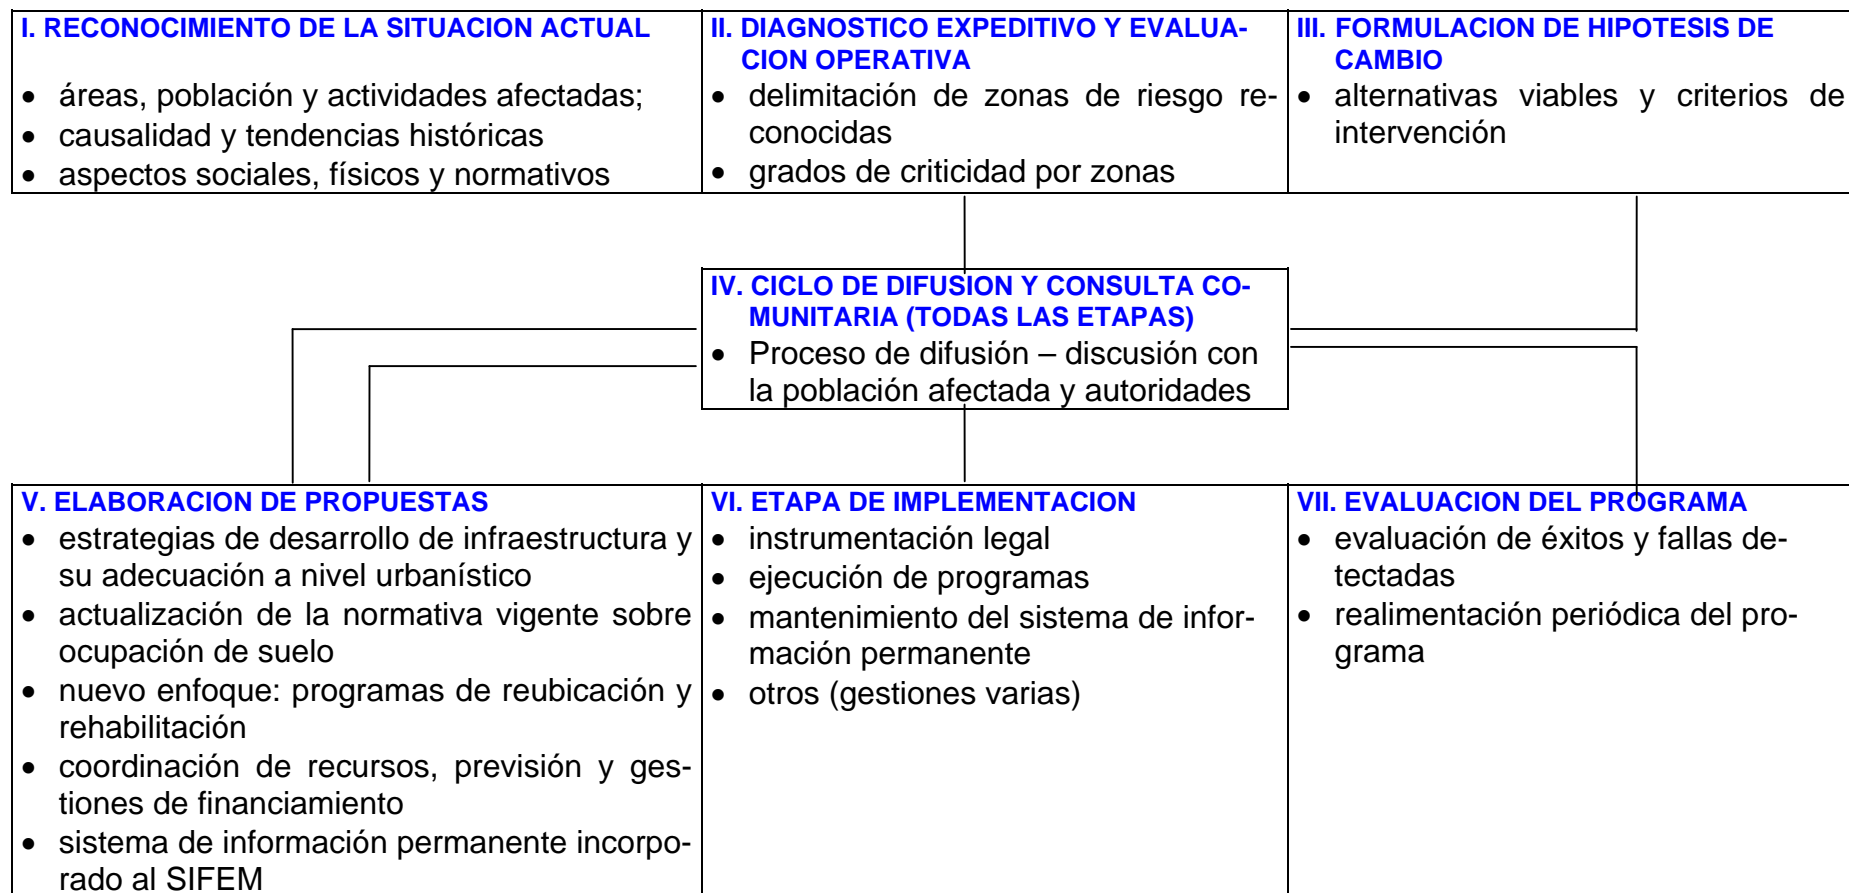 I. RECONOCIMIENTO DE LA SITUACION ACTUAL
• áreas, población y actividades afectadas;
• causalidad y tendencias históricas
• aspectos sociales, físicos y normativos
II. DIAGNOSTICO EXPEDITIVO Y EVALUA-
CION OPERATIVA
• delimitación de zonas de riesgo re-
conocidas
• grados de criticidad por zonas
III. FORMULACION DE HIPOTESIS DE
CAMBIO
• alternativas viables y criterios de
intervención
IV. CICLO DE DIFUSION Y CONSULTA CO-
MUNITARIA (TODAS LAS ETAPAS)
• Proceso de difusión – discusión con
la población afectada y autoridades
V. ELABORACION DE PROPUESTAS
• estrategias de desarrollo de infraestructura y
su adecuación a nivel urbanístico
• actualización de la normativa vigente sobre
ocupación de suelo
• nuevo enfoque: programas de reubicación y
rehabilitación
• coordinación de recursos, previsión y ges-
tiones de financiamiento
• sistema de información permanente incorpo-
rado al SIFEM
VI. ETAPA DE IMPLEMENTACION
• instrumentación legal
• ejecución de programas
• mantenimiento del sistema de infor-
mación permanente
• otros (gestiones varias)
VII. EVALUACION DEL PROGRAMA
• evaluación de éxitos y fallas de-
tectadas
• realimentación periódica del pro-
grama